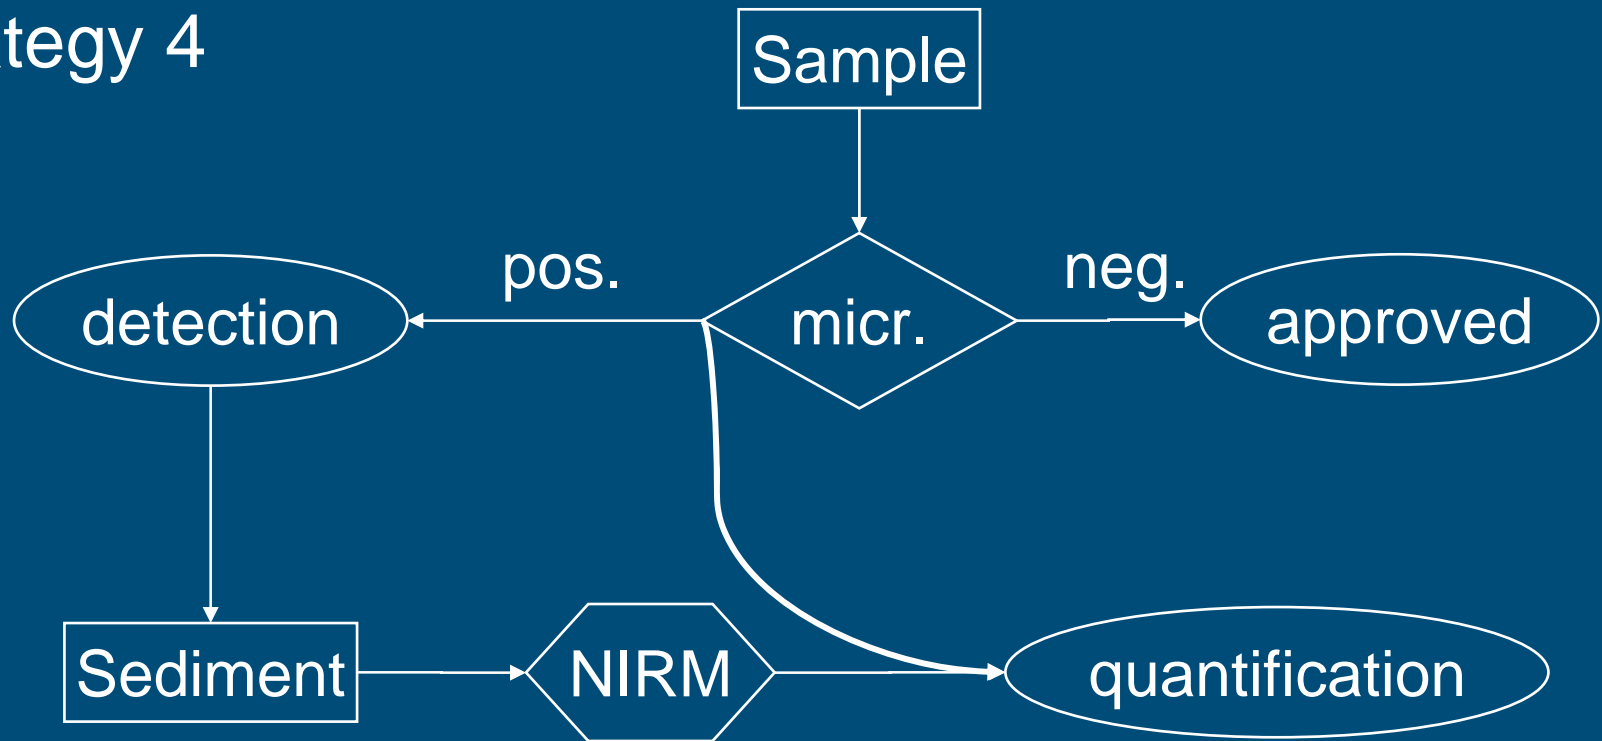 tegy 4
Sample
pos.
neg.
detection
micr.
approved
Sediment
NIRM
quantification